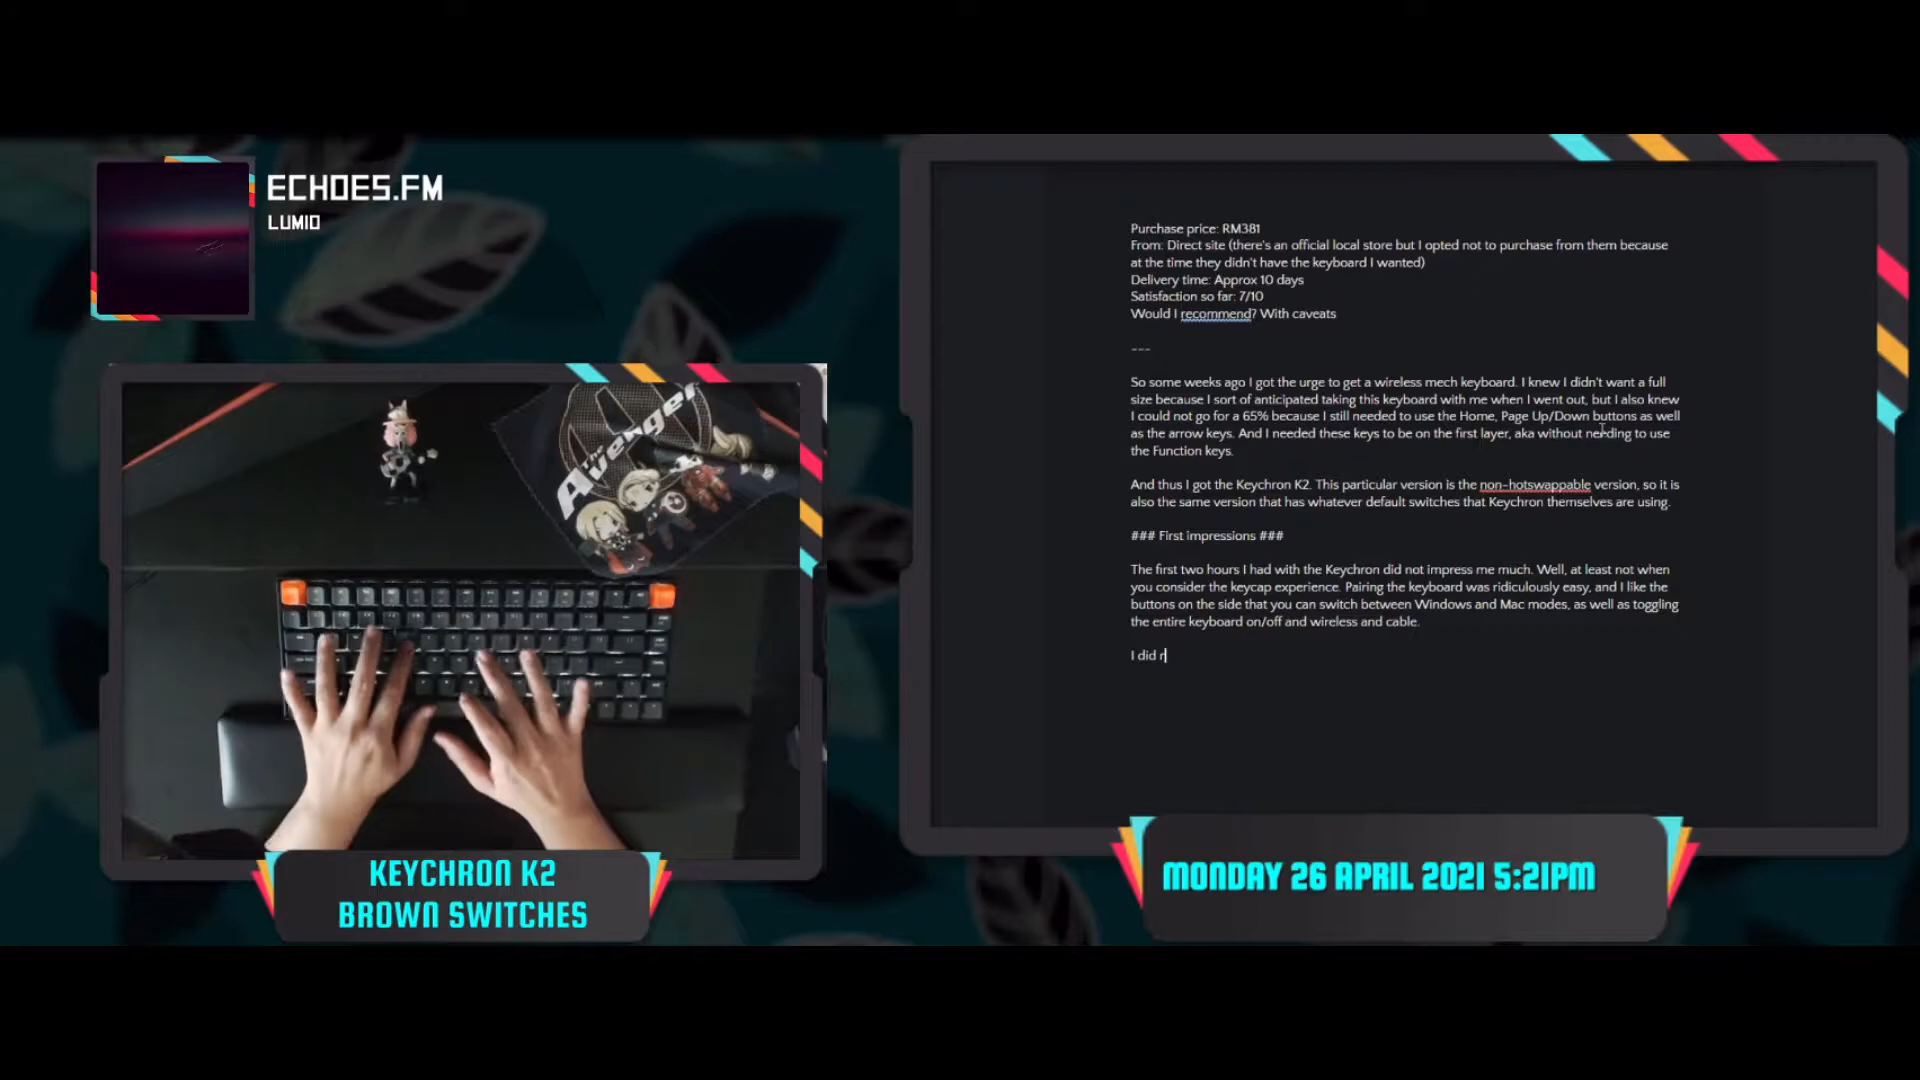 ECHOES.FM
LUMIO
The Avenger
KEYCHRON K2
BROWN SWITCHES
Purchase price: RM381
From: Direct site (there's an official local store but I opted not to purchase from them because
at the time they didn't have the keyboard I wanted)
Delivery time: Approx 10 days
Satisfaction so far: 7/10
Would I recommend? With caveats
---
So some weeks ago I got the urge to get a wireless mech keyboard. I knew I didn't want a full
size because I sort of anticipated taking this keyboard with me when I went out, but I also knew
I could not go for a 65% because I still needed to use the Home, Page Up/Down buttons as well
as the arrow keys. And I needed these keys to be on the first layer, aka without needing to use
the Function keys.
And thus I got the Keychron K2. This particular version is the non-hotswappable version, so it is
also the same version that has whatever default switches that Keychron themselves are using.
### First impressions ###
The first two hours I had with the Keychron did not impress me much. Well, at least not when
you consider the keycap experience. Pairing the keyboard was ridiculously easy, and I like the
buttons on the side that you can switch between Windows and Mac modes, as well as toggling
the entire keyboard on/off and wireless and cable.
I did r
MONDAY 26 APRIL 2021 5:21PM